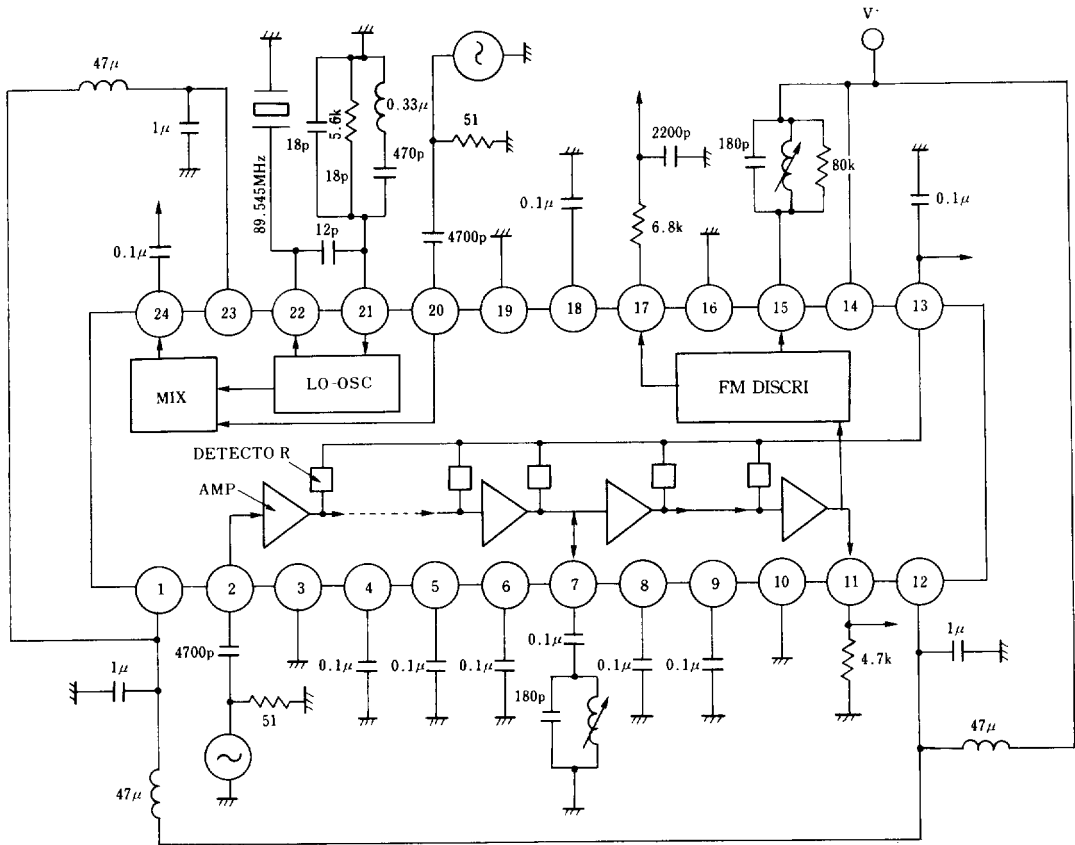 V⁺
47μ
1μ
18p
5.6k
0.33μ
18p
470p
89.545MHz
12p
51
4700p
0.1μ
2200p
6.8k
180p
80k
0.1μ
0.1μ
24
23
22
21
20
19
18
17
16
15
14
13
MIX
LO-OSC
FM DISCRI
DETECTOR
AMP
1
2
3
4
5
6
7
8
9
10
11
12
4700p
0.1μ
0.1μ
0.1μ
0.1μ
0.1μ
0.1μ
4.7k
1μ
1μ
51
180p
47μ
47μ